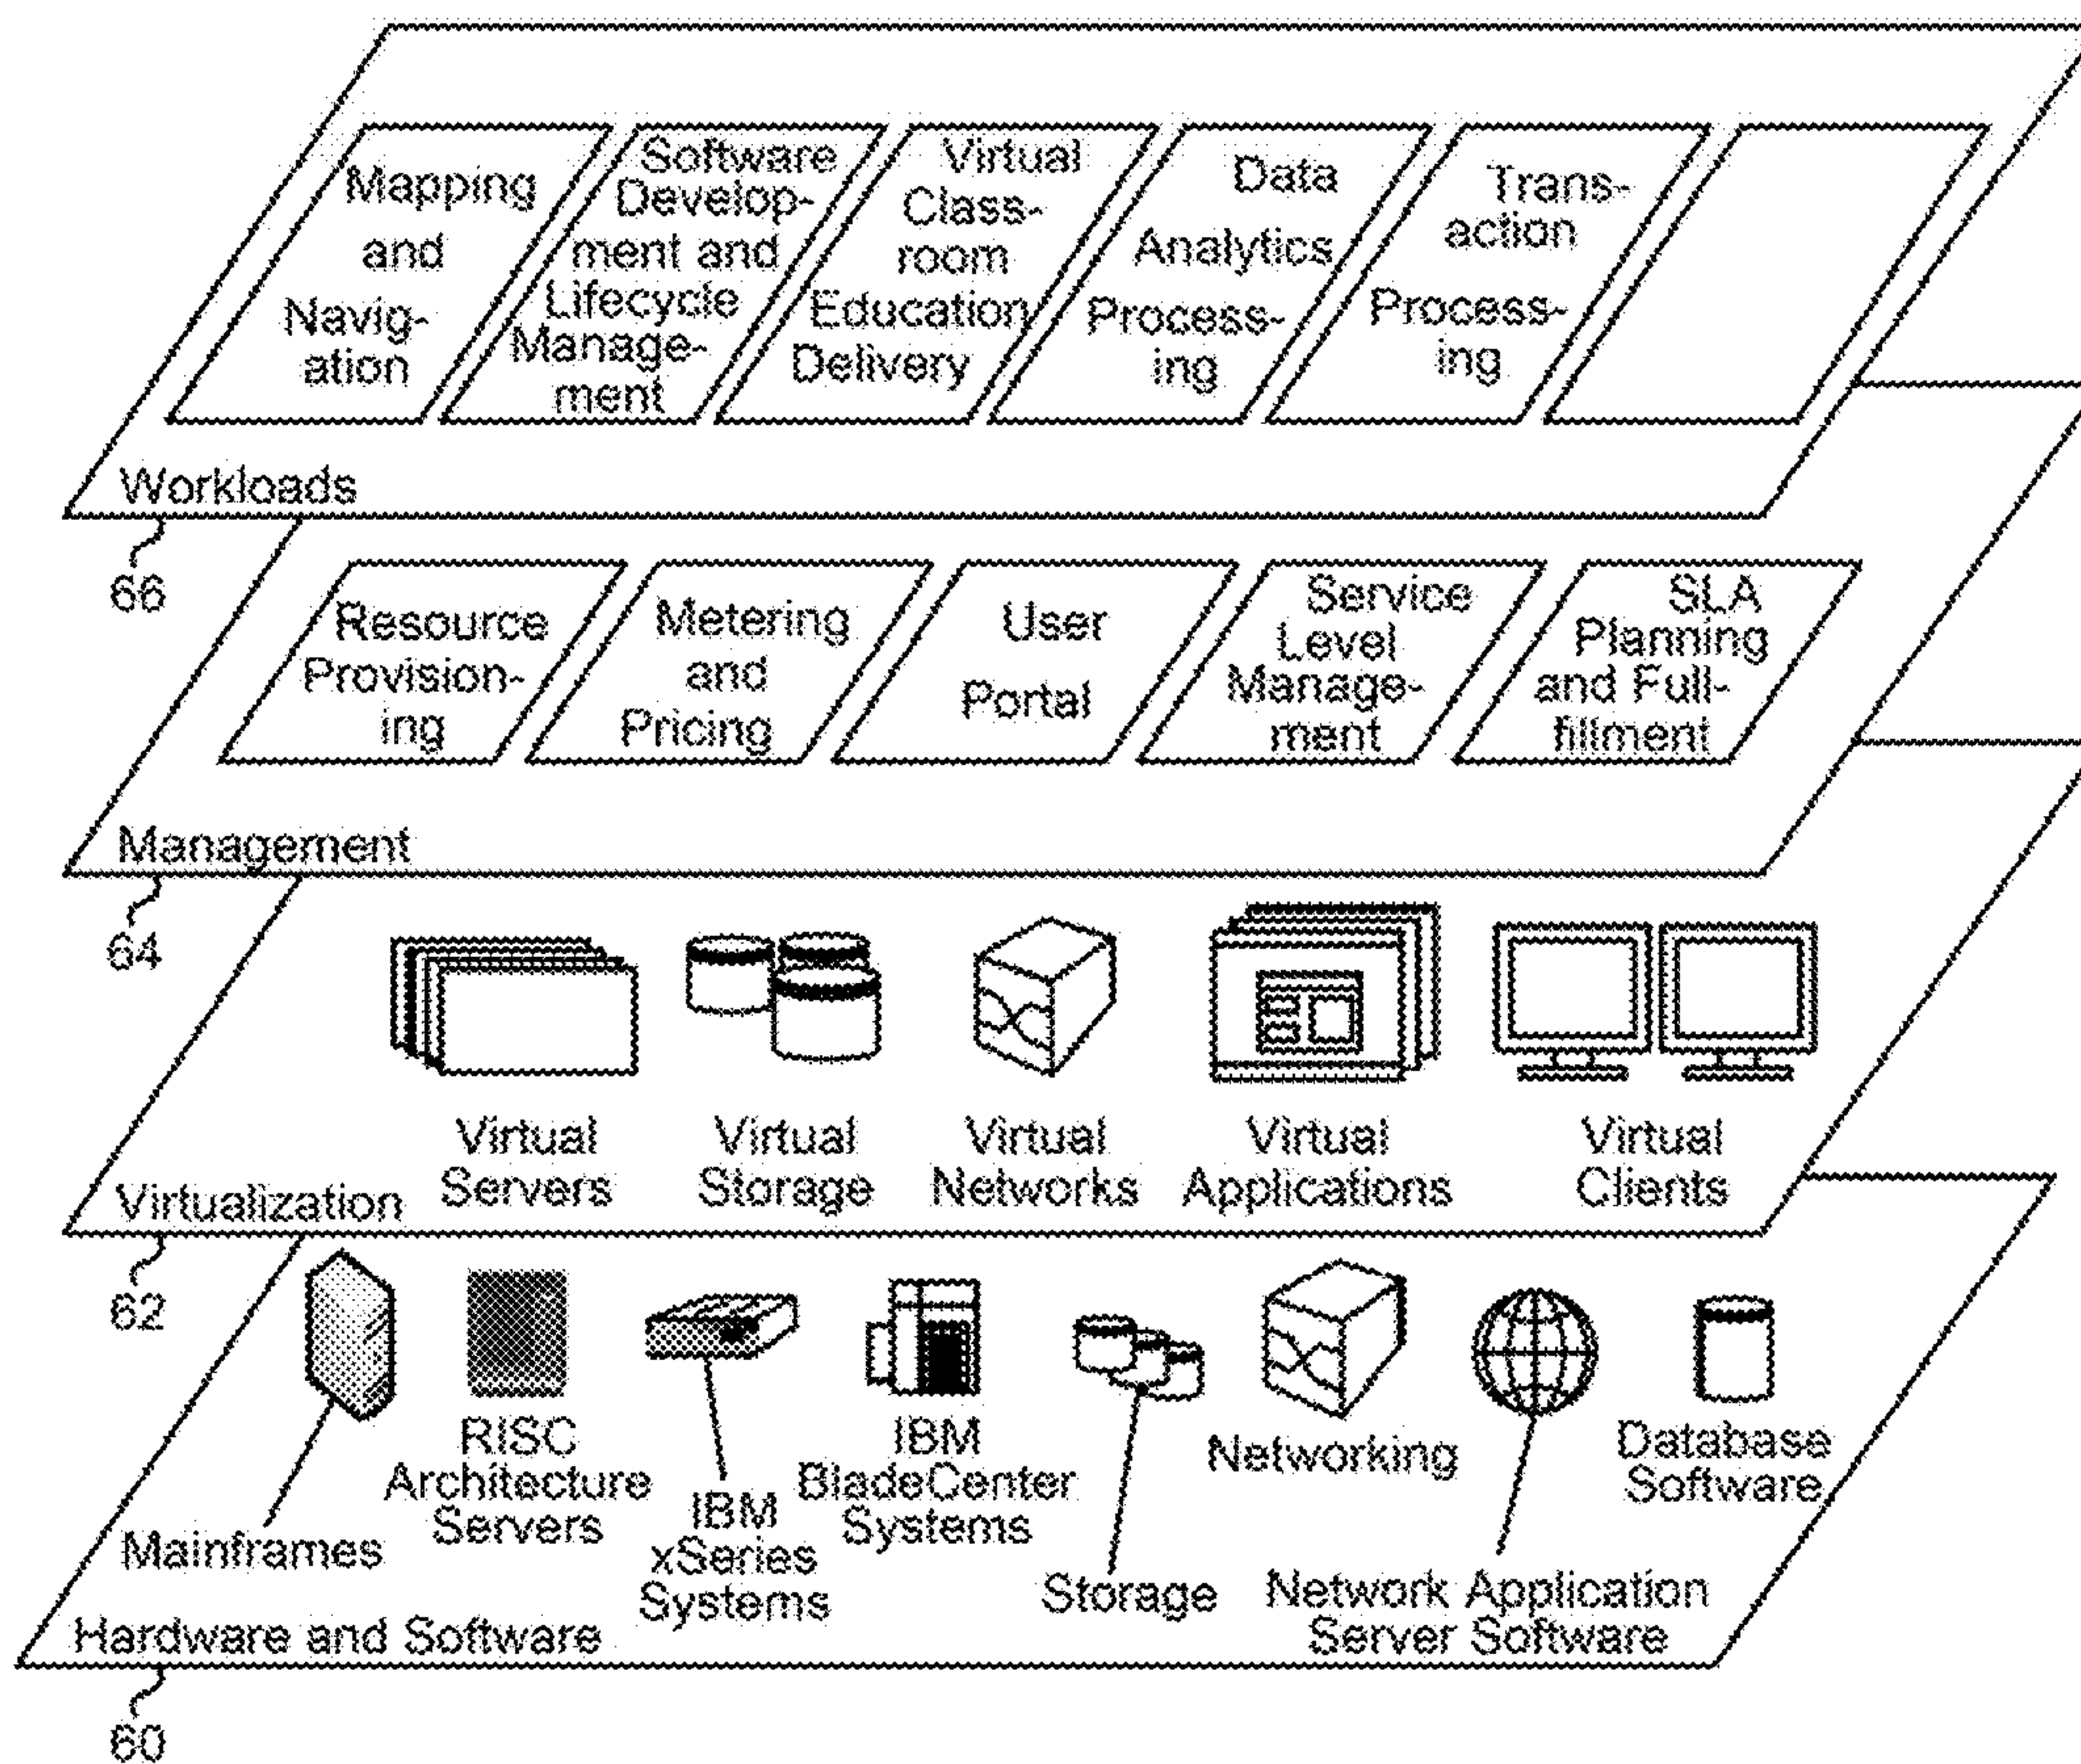 Mapping
and
Navig-
ation
Software
Develop-
ment and
Lifecycle
Manage-
ment
Virtual
Class-
room
Education
Delivery
Data
Analytics
Process-
ing
Trans-
action
Process-
ing
Workloads
66
Resource
Provision-
ing
Metering
and
Pricing
User
Portal
Service
Level
Manage-
ment
SLA
Planning
and Full-
fillment
Management
64
Virtual
Servers
Virtual
Storage
Virtual
Networks
Virtual
Applications
Virtual
Clients
Virtualization
62
Mainframes
RISC
Architecture
Servers
IBM
xSeries
Systems
IBM
BladeCenter
Systems
Storage
Networking
Network Application
Server Software
Database
Software
Hardware and Software
60